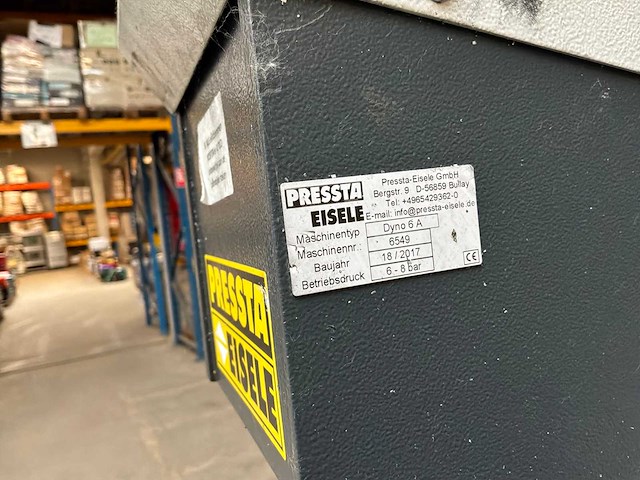 PRESSTA
EISELE
Pressta-Eisele GmbH
Bergstr. 9 D-56859 Bullay
Tel: +4965429362-0
E-mail: info@pressta-eisele.de
Maschinentyp Dyno 6 A
Maschinennr.: 6549
Baujahr 18 / 2017
Betriebsdruck 6 - 8 bar
CE
PRESSTA
EISELE